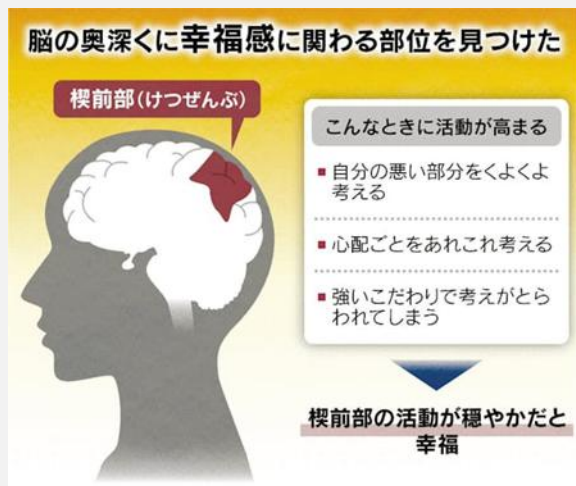 脳の奥深くに幸福感に関わる部位を見つけた
楔前部(けつぜんぶ)
こんなときに活動が高まる
■ 自分の悪い部分をくよくよ
考える
■ 心配ごとをあれこれ考える
■ 強いこだわりで考えがとら
われてしまう
楔前部の活動が穏やかだと
幸福